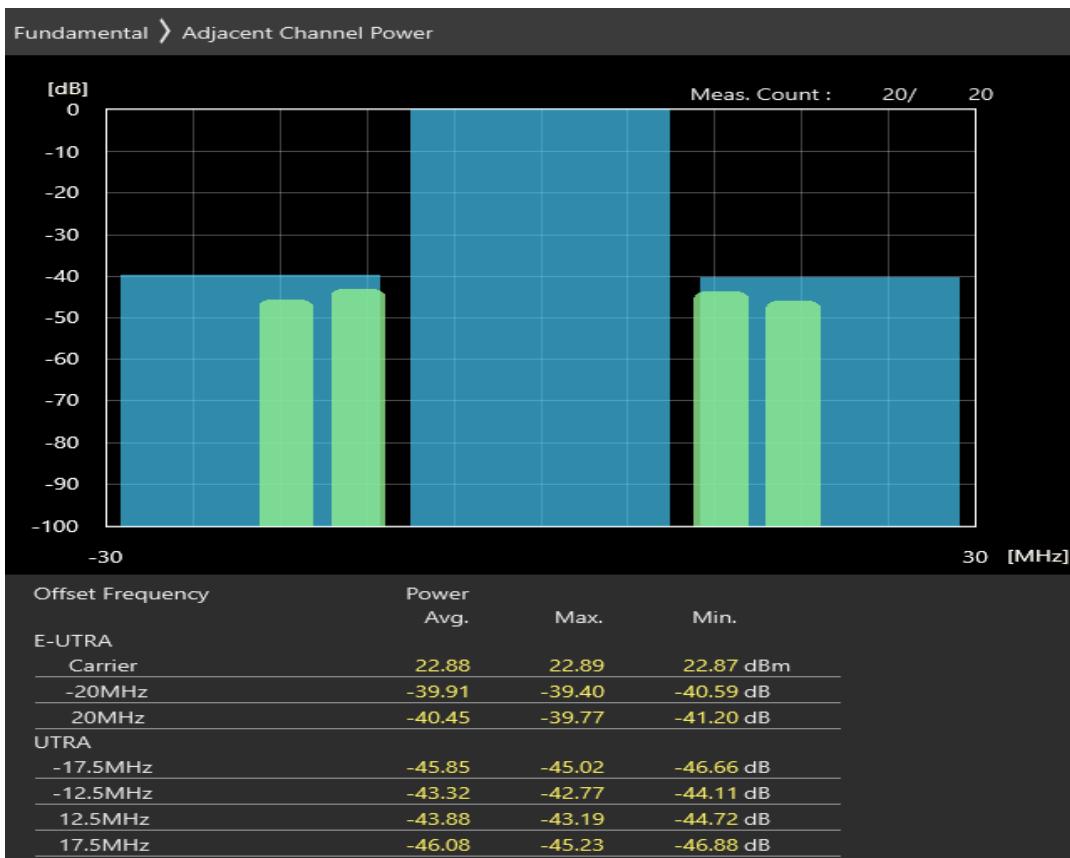 Fundamental 〉 Adjacent Channel Power
[dB]
Meas. Count : 20/ 20
0
-10
-20
-30
-40
-50
-60
-70
-80
-90
-100
-30 30 [MHz]
Offset Frequency Power
Avg. Max. Min.
E-UTRA
Carrier 22.88 22.89 22.87 dBm
-20MHz -39.91 -39.40 -40.59 dB
20MHz -40.45 -39.77 -41.20 dB
UTRA
-17.5MHz -45.85 -45.02 -46.66 dB
-12.5MHz -43.32 -42.77 -44.11 dB
12.5MHz -43.88 -43.19 -44.72 dB
17.5MHz -46.08 -45.23 -46.88 dB